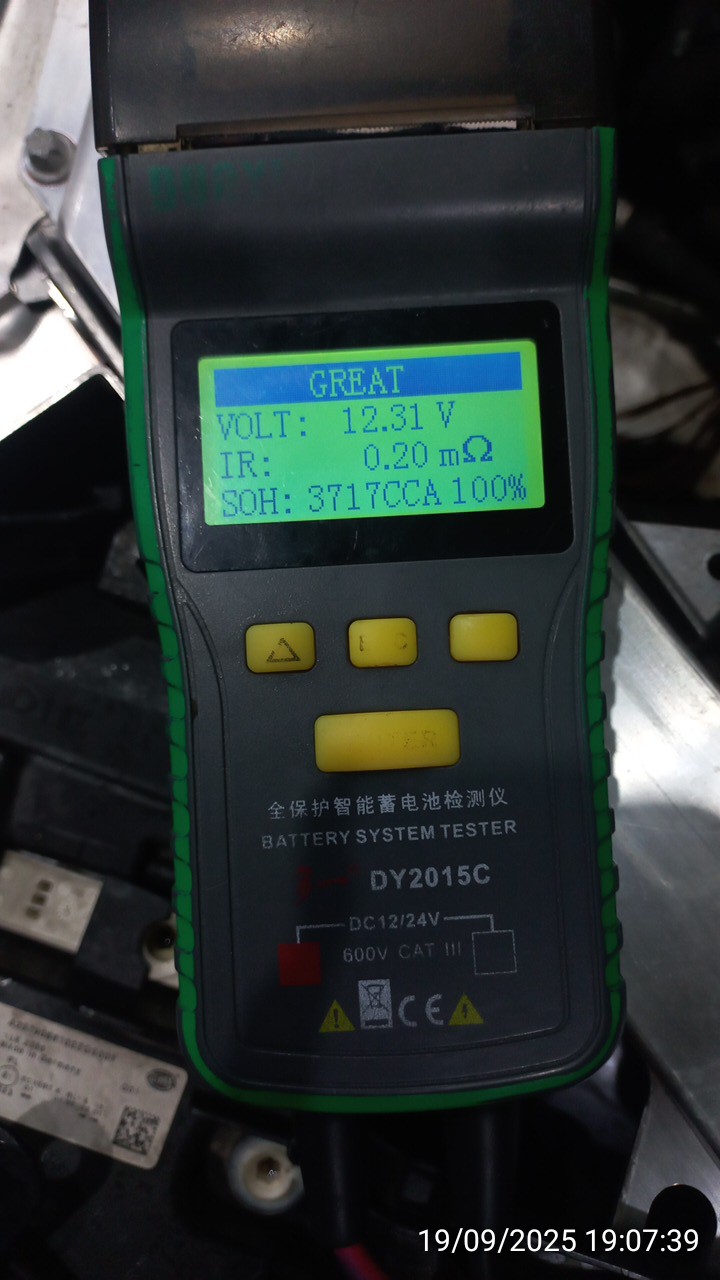 GREAT
VOLT: 12.31 V
IR: 0.20 mΩ
SOH: 3717CCA 100%
全保护智能蓄电池检测仪
BATTERY SYSTEM TESTER
DY2015C
DC12/24V
600V CAT III
CE
19/09/2025 19:07:39